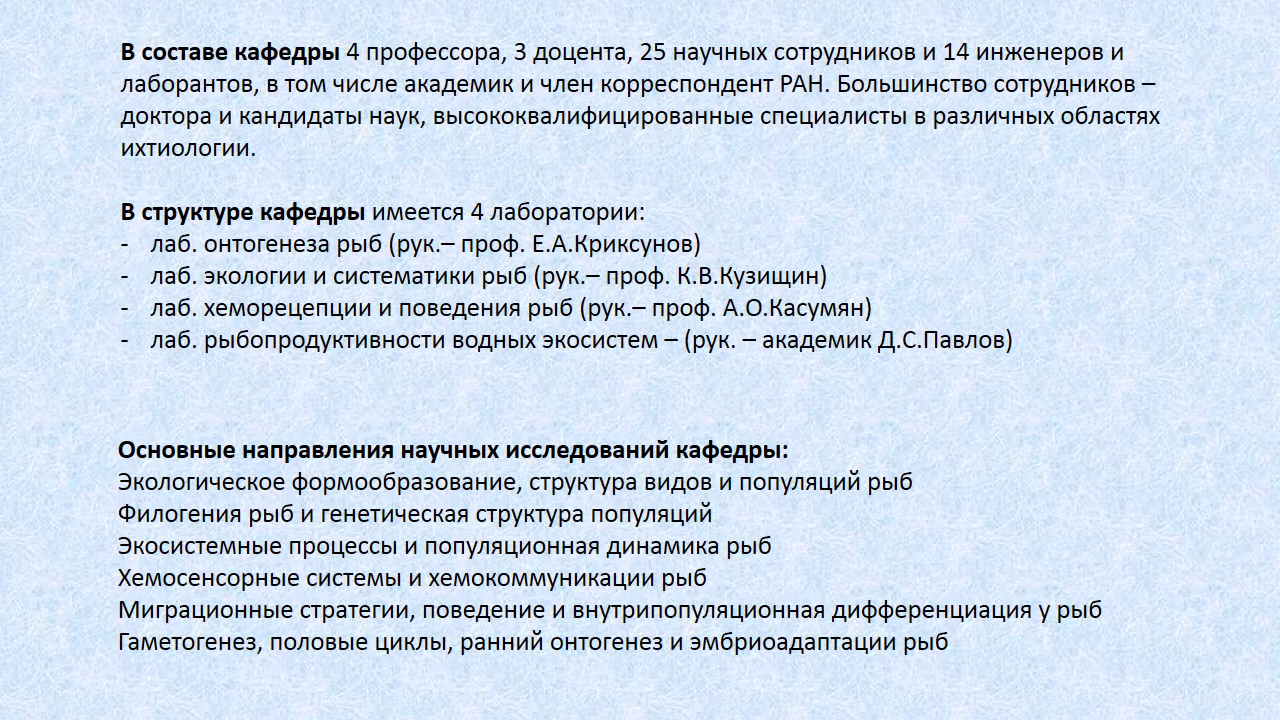 В составе кафедры 4 профессора, 3 доцента, 25 научных сотрудников и 14 инженеров и
лаборантов, в том числе академик и член корреспондент РАН. Большинство сотрудников –
доктора и кандидаты наук, высококвалифицированные специалисты в различных областях
ихтиологии.
В структуре кафедры имеется 4 лаборатории:
- лаб. онтогенеза рыб (рук.– проф. Е.А.Криксунов)
- лаб. экологии и систематики рыб (рук.– проф. К.В.Кузищин)
- лаб. хеморецепции и поведения рыб (рук.– проф. А.О.Касумян)
- лаб. рыбопродуктивности водных экосистем – (рук. – академик Д.С.Павлов)
Основные направления научных исследований кафедры:
Экологическое формообразование, структура видов и популяций рыб
Филогения рыб и генетическая структура популяций
Экосистемные процессы и популяционная динамика рыб
Хемосенсорные системы и хемокоммуникации рыб
Миграционные стратегии, поведение и внутрипопуляционная дифференциация у рыб
Гаметогенез, половые циклы, ранний онтогенез и эмбриоадаптации рыб